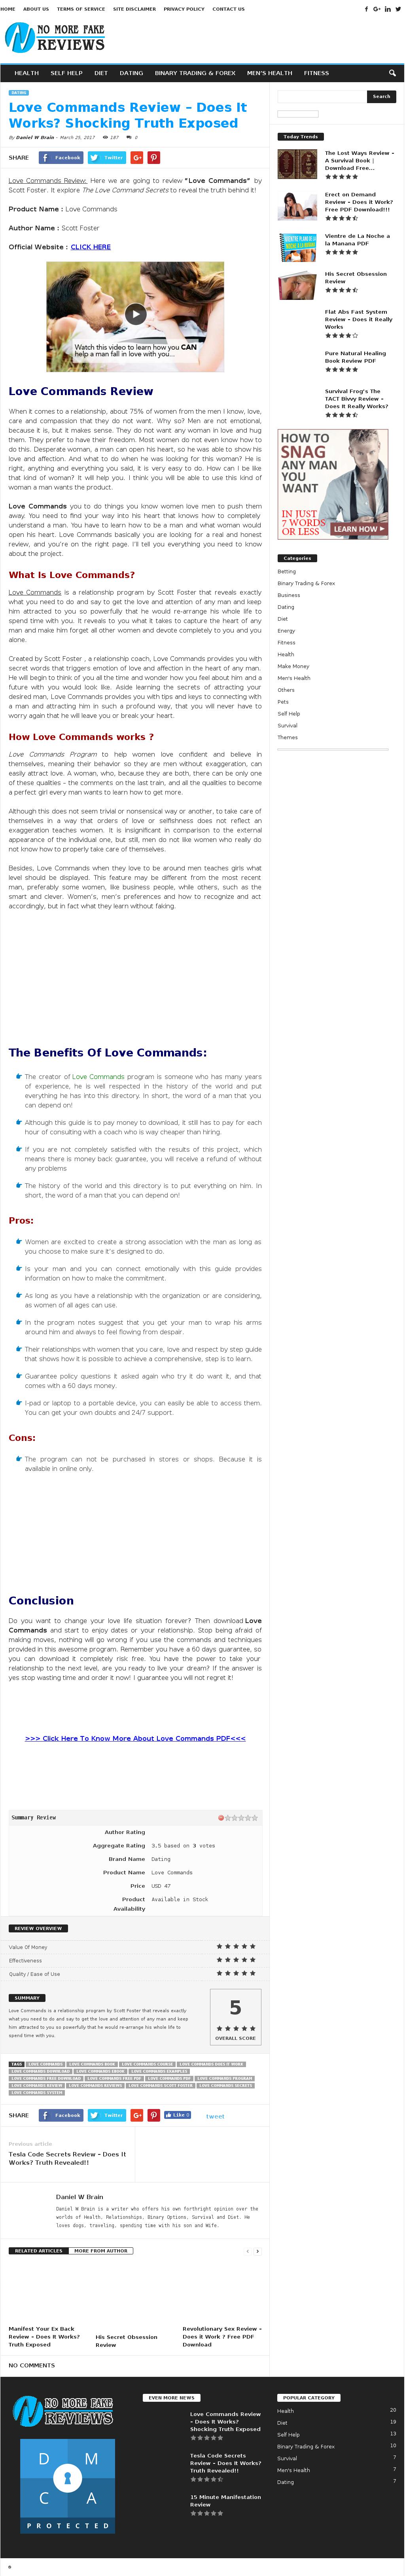 HOME ABOUT US TERMS OF SERVICE SITE DISCLAIMER PRIVACY POLICY CONTACT US
NO MORE FAKE
REVIEWS
HEALTH SELF HELP DIET DATING BINARY TRADING & FOREX MEN'S HEALTH FITNESS
DATING
Love Commands Review – Does It
Works? Shocking Truth Exposed
By Daniel W Brain - March 25, 2017 187 0
SHARE Facebook Twitter
Love Commands Review: Here we are going to review "Love Commands" by
Scott Foster. It explore The Love Command Secrets to reveal the truth behind it!
Product Name : Love Commands
Author Name : Scott Foster
Official Website : CLICK HERE
Watch this video to learn how you CAN
help a man fall in love with you...
Love Commands Review
When it comes to a relationship, about 75% of women from the men I know, love,
care and compassion that they do not want. Why so? Men are not emotional,
because it is, but it makes sense. They do not want any woman in holding and hug
them. They prefer to have their freedom. Most women do not understand and are
desperate. Desperate woman, a man can open in them more is the affection he
feels nothing. And what to do when he is away, it does not interest him? He is
right, achieving and everything else is very easy to do. How can I be a little
different, and what can we do to make it last long? This is the kind of solution to
make a man wants the product.
Love Commands you to do things you know women love men to push them
away. You need to find your way into his heart that would make him hooked on
you and want more. You have to learn how to wind down like a man and to make
him open his heart. Love Commands basically you are looking for a kind of oral
solution, and you're on the right page. I'll tell you everything you need to know
about the project.
What Is Love Commands?
Love Commands is a relationship program by Scott Foster that reveals exactly
what you need to do and say to get the love and attention of any man and keep
him attracted to you as powerfully that he would re-arrange his whole life to
spend with you. It's a way to take you to capture the heart of any man you want
and make him forget all other women and devote completely to you and you
alone.
Created by Scott Foster , a relationship coach, Love Commands provides you with
secret words that triggers emotions of love and affection in any man you desire.
He will then be left to think of you all the time and wonder how you feel about him and
a future with you would look like. Aside learning the secrets of attracting your
desired man, Love Commands provides you with tips and keys to connecting with
a man and attracting him in such a profound way, that you will never have to
worry again that he will leave you or break your heart.
How Love Commands works ?
Love Commands Program to help women love confident and believe in
themselves, meaning more seriously so they are men without exaggeration, can
easily attract love. A woman, who, because they are both, there can be only one
of these qualities – the comments on the last train, and all of the qualities to become
a perfect girl every man wants to learn how to get more.
Although this does not seem trivial or nonsensical way or another, to take care of
themselves in a way that orders of love or selfishness does not reflect or
exaggeration? seems women. It is insignificant in comparison to the external
appearance of the individual one, but still, men do not like women who really do
not know how to properly take care of themselves.
Besides, Love Commands when they love to be around men teaches girls what
level should act and dress. They may be different from the most recent elegant
man, preferably some women, like business people, while others, such as the
smart and clever. Women's, men's preferences and how to recognize and act
accordingly, but in fact what they learn without faking.
The Benefits Of Love Commands:
The creator of Love Commands program is someone who has many years
of experience, he is well respected in the history of the world and everything
he has into his directory. In short, the word of a man that you
can depend on!
Although this guide is to pay money to download, it still has to pay for each
of us consulting with a coach who is way cheaper than hiring.
If you are not completely satisfied with the results of this project, which
means there is money back guarantee, you will receive a refund of without
any problems
The history of the world and this directory is to put everything on him. In
short, the word of a man that you can depend on!
Pros:
Women are excited to create a strong association with the man as long as
you choose to make sure it's designed to do.
Is your man and you can connect emotionally with this guide provides
information on how to make the commitment.
As long as you have a relationship with the organization or are considering,
as women of all ages can use.
In the program notes suggest that you get your man to wrap his arms
around him and always to feel flowing from despair.
Their relationships with women that you care, love and respect by step guide
that shows how it is possible to achieve a comprehensive, step is to learn.
Guarantee policy questions it asked again who try it do want it, and that
comes with a 60 days money.
I-pad or laptop to a portable device, you can easily be able to access them.
You can get your own doubts and 24/7 support.
Cons:
The program can not be purchased in stores or shops. Because it is
available in online only.
Conclusion
Do you want to change your love life situation forever? Then download Love
Commands and start to enjoy dates or your relationship. Stop being afraid of
making moves, nothing will go wrong if you use the commands and techniques
provided in this awesome program. Remember you have a 60 days guarantee, so
you completely risk free. You have the power to take your
relationship to the next level, are you ready to live your dream? If the answer is
yes stop wasting time and order it now! I guarantee you will not regret it!
>>> Click Here To Know More About Love Commands PDF<<<
Summary Review
Author Rating
Aggregate Rating 3.5 based on 3 votes
Brand Name Dating
Product Name Love Commands
Price USD 47
Product Availability Available in Stock
REVIEW OVERVIEW
Value Of Money
Effectiveness
Quality / Ease of Use
SUMMARY
Love Commands is a relationship program by Scott Foster that reveals exactly
what you need to do and say to get the love and attention of any man and keep
him attracted to you as powerfully that he would re-arrange his whole life to
spend time with you.
5
OVERALL SCORE
TAGS LOVE COMMANDS LOVE COMMANDS BOOK LOVE COMMANDS COURSE LOVE COMMANDS DOES IT WORK
LOVE COMMANDS DOWNLOAD LOVE COMMANDS EBOOK LOVE COMMANDS EXAMPLES
LOVE COMMANDS FREE DOWNLOAD LOVE COMMANDS FREE PDF LOVE COMMANDS PDF LOVE COMMANDS PROGRAM
LOVE COMMANDS REVIEW LOVE COMMANDS REVIEWS LOVE COMMANDS SCOTT FOSTER LOVE COMMANDS SECRETS
LOVE COMMANDS SYSTEM
SHARE Facebook Twitter Like 0 tweet
Previous article
Tesla Code Secrets Review – Does It
Works? Truth Revealed!!
Daniel W Brain
Daniel W Brain is a writer who offers his own forthright opinion over the
worlds of Health, Relationships, Binary Options, Survival and Diet. He
loves dogs, traveling, spending time with his son and Wife.
RELATED ARTICLES MORE FROM AUTHOR
Manifest Your Ex Back
Review – Does It Works?
Truth Exposed
His Secret Obsession
Review
Revolutionary Sex Review –
Does it Work ? Free PDF
Download
NO COMMENTS
Search
Today Trends
The Lost Ways Review –
A Survival Book |
Download Free...
Erect on Demand
Review – Does It Work?
Free PDF Download!!!
Vientre de La Noche a
la Manana PDF
His Secret Obsession
Review
Flat Abs Fast System
Review – Does it Really
Works
Pure Natural Healing
Book Review PDF
Survival Frog's The
TACT Bivvy Review –
Does It Really Works?
HOW TO
SNAG
ANY MAN
YOU WANT
IN JUST
7 WORDS
OR LESS
LEARN HOW
Categories
Betting
Binary Trading & Forex
Business
Dating
Diet
Energy
Fitness
Health
Make Money
Men's Health
Others
Pets
Self Help
Survival
Themes
NO MORE FAKE
REVIEWS
D M
C A
PROTECTED
EVEN MORE NEWS
Love Commands Review
– Does It Works?
Shocking Truth Exposed
Tesla Code Secrets
Review – Does It Works?
Truth Revealed!!
15 Minute Manifestation
Review
POPULAR CATEGORY
Health 20
Diet 19
Self Help 13
Binary Trading & Forex 10
Survival 7
Men's Health 7
Dating 7
©